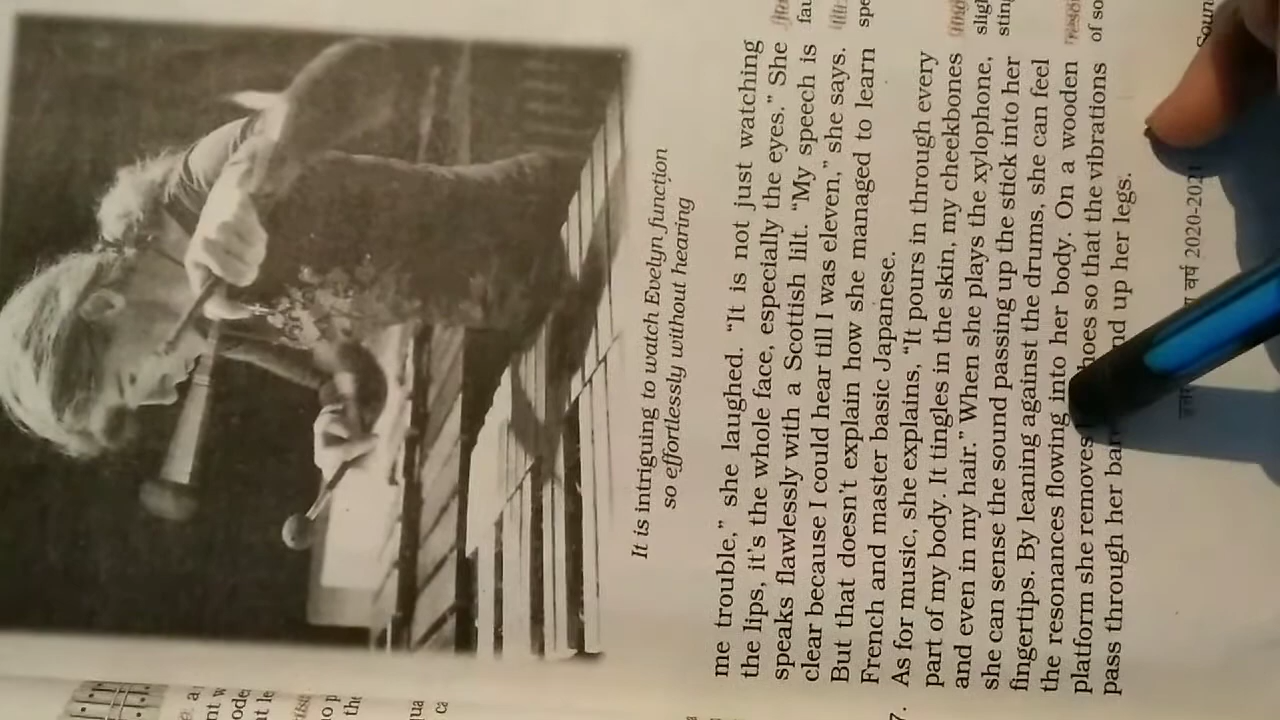 It is intriguing to watch Evelyn function
so effortlessly without hearing
me trouble,” she laughed. “It is not just watching
the lips, it’s the whole face, especially the eyes.” She
speaks flawlessly with a Scottish lilt. “My speech is
clear because I could hear till I was eleven,” she says.
But that doesn’t explain how she managed to learn
French and master basic Japanese.
7.
As for music, she explains, “It pours in through every
part of my body. It tingles in the skin, my cheekbones
and even in my hair.” When she plays the xylophone,
she can sense the sound passing up the stick into her
fingertips. By leaning against the drums, she can feel
the resonances flowing into her body. On a wooden
platform she removes so that the vibrations
pass through her up her legs.
वर्ष 2020-2021
of so
the